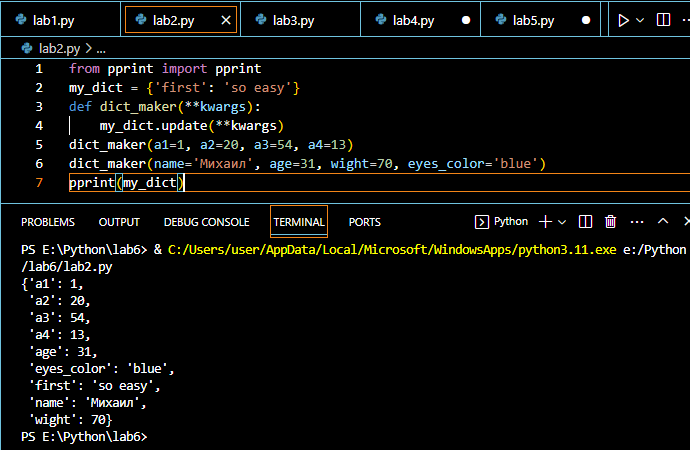 lab1.py lab2.py lab3.py lab4.py lab5.py
lab2.py > ...
1 from pprint import pprint
2 my_dict = {'first': 'so easy'}
3 def dict_maker(**kwargs):
4     my_dict.update(**kwargs)
5 dict_maker(a1=1, a2=20, a3=54, a4=13)
6 dict_maker(name='Михаил', age=31, wight=70, eyes_color='blue')
7 pprint(my_dict)
PROBLEMS OUTPUT DEBUG CONSOLE TERMINAL PORTS Python
PS E:\Python\lab6> & C:/Users/user/AppData/Local/Microsoft/WindowsApps/python3.11.exe e:/Python
/lab6/lab2.py
{'a1': 1,
 'a2': 20,
 'a3': 54,
 'a4': 13,
 'age': 31,
 'eyes_color': 'blue',
 'first': 'so easy',
 'name': 'Михаил',
 'wight': 70}
PS E:\Python\lab6>